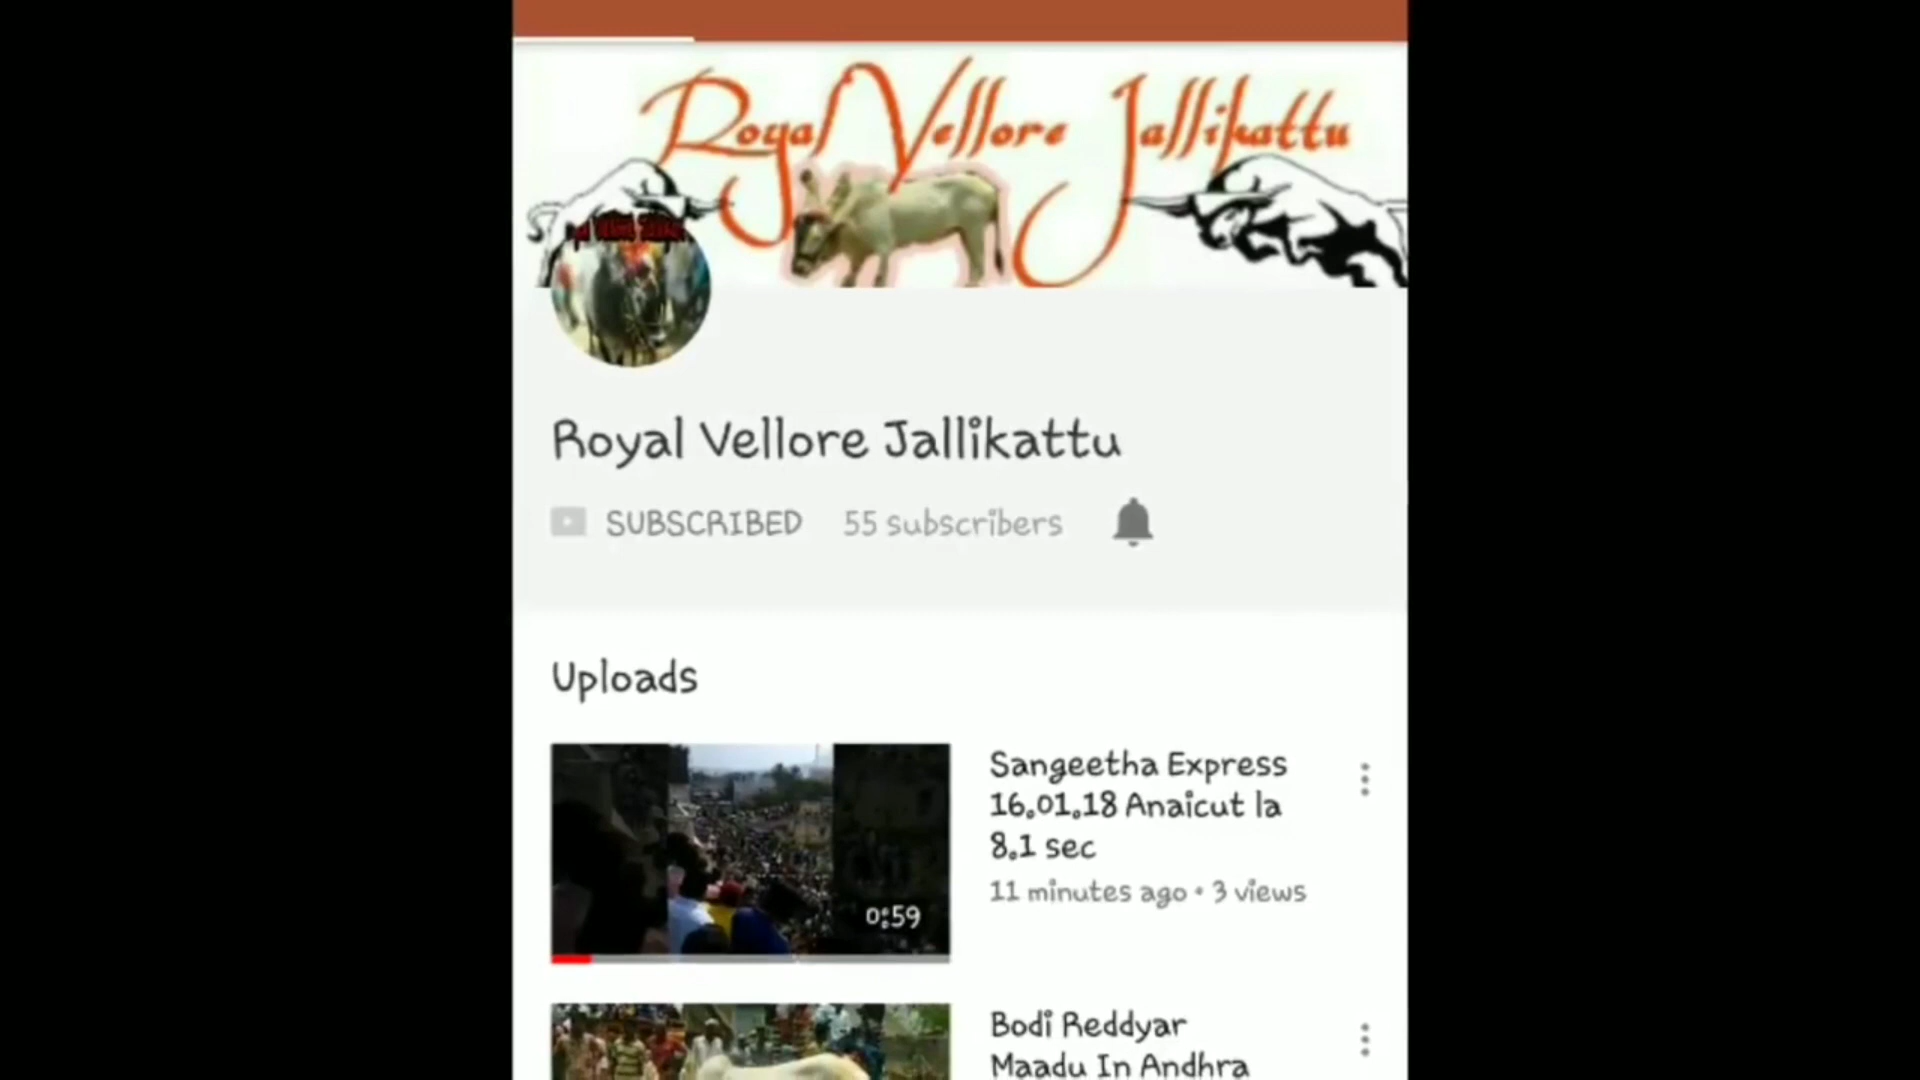 Royal Vellore Jallikattu
Royal Vellore Jallikattu
SUBSCRIBED 55 subscribers
Uploads
Sangeetha Express
16.01.18 Anaicut la
8.1 sec
11 minutes ago • 3 views
0:59
Bodi Reddyar
Maadu In Andhra